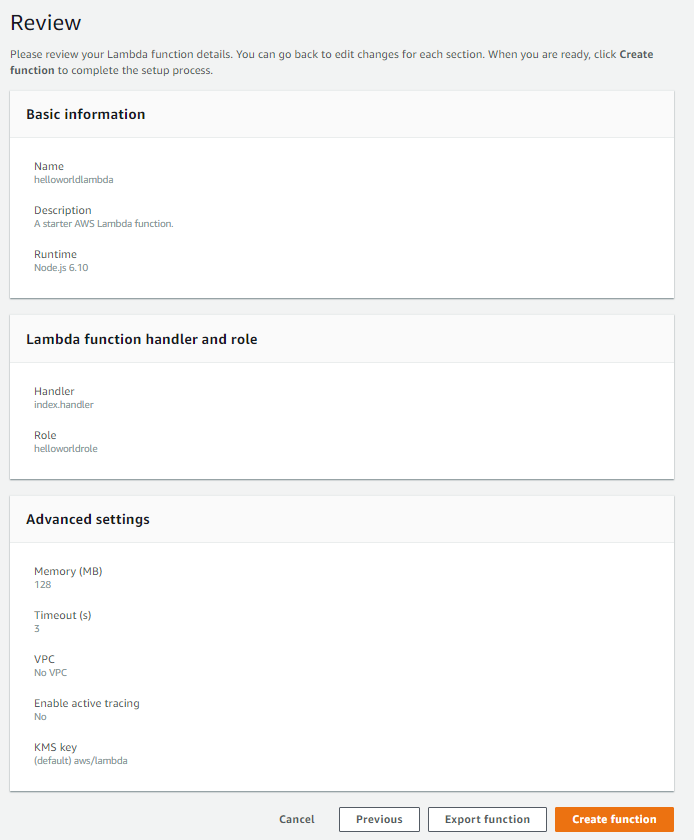 Review
Please review your Lambda function details. You can go back to edit changes for each section. When you are ready, click Create
function to complete the setup process.
Basic information
Name
helloworldlambda
Description
A starter AWS Lambda function.
Runtime
Node.js 6.10
Lambda function handler and role
Handler
index.handler
Role
helloworldrole
Advanced settings
Memory (MB)
128
Timeout (s)
3
VPC
No VPC
Enable active tracing
No
KMS key
(default) aws/lambda
Cancel Previous Export function Create function